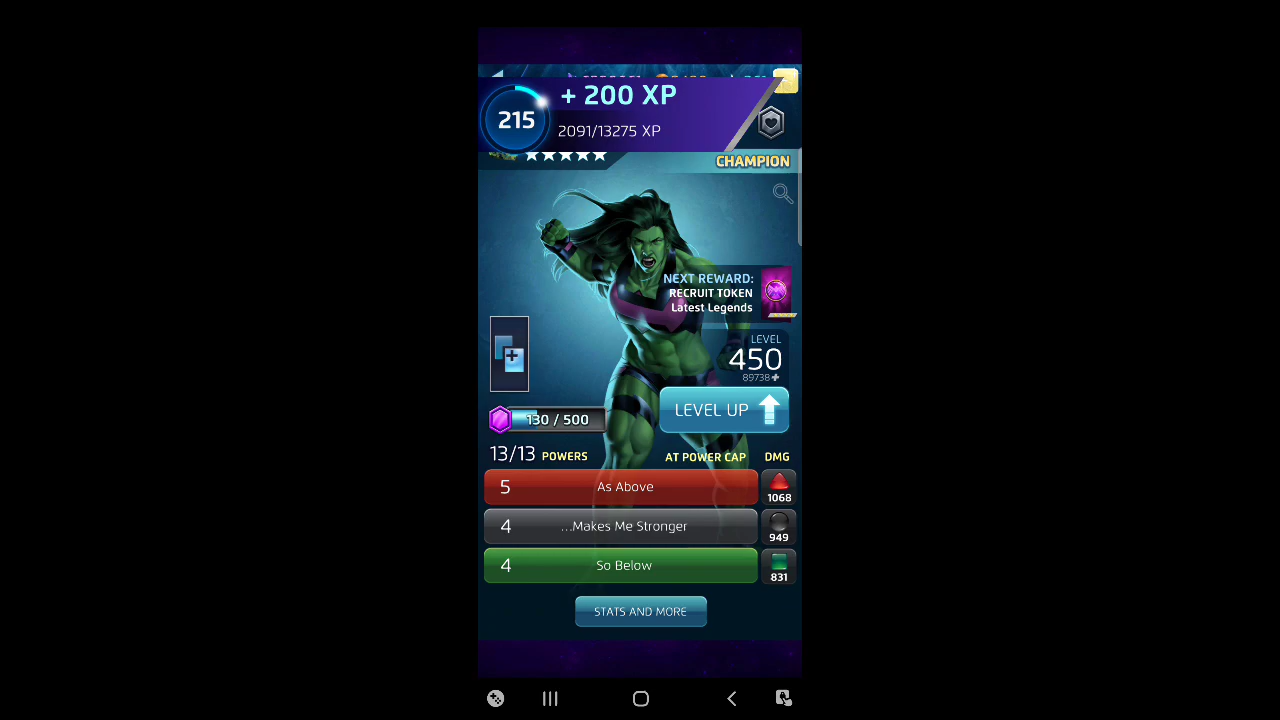 + 200 XP
215
2091/13275 XP
CHAMPION
NEXT REWARD:
RECRUIT TOKEN
Latest Legends
LEVEL
450
89738
LEVEL UP
130 / 500
13/13 POWERS
AT POWER CAP
DMG
5 As Above 1068
4 ...Makes Me Stronger 949
4 So Below 831
STATS AND MORE